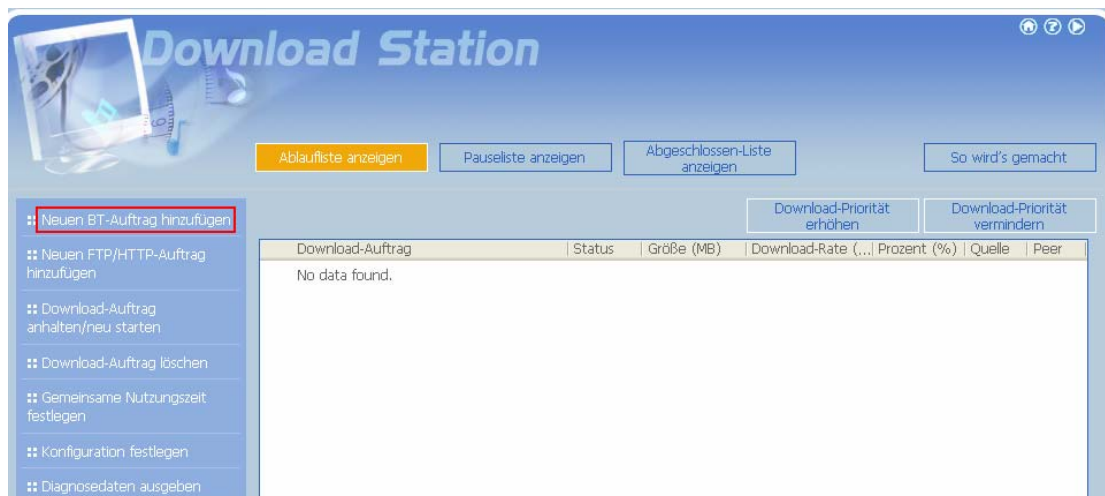 Download Station
Ablaufliste anzeigen
Pauseliste anzeigen
Abgeschlossen-Liste
anzeigen
So wird's gemacht
Neuen BT-Auftrag hinzufügen
Neuen FTP/HTTP-Auftrag
hinzufügen
Download-Auftrag
anhalten/neu starten
Download-Auftrag löschen
Gemeinsame Nutzungszeit
festlegen
Konfiguration festlegen
Diagnosedaten ausgeben
Download-Priorität
erhöhen
Download-Priorität
vermindern
Download-Auftrag Status Größe (MB) Download-Rate (... Prozent (%) Quelle Peer
No data found.